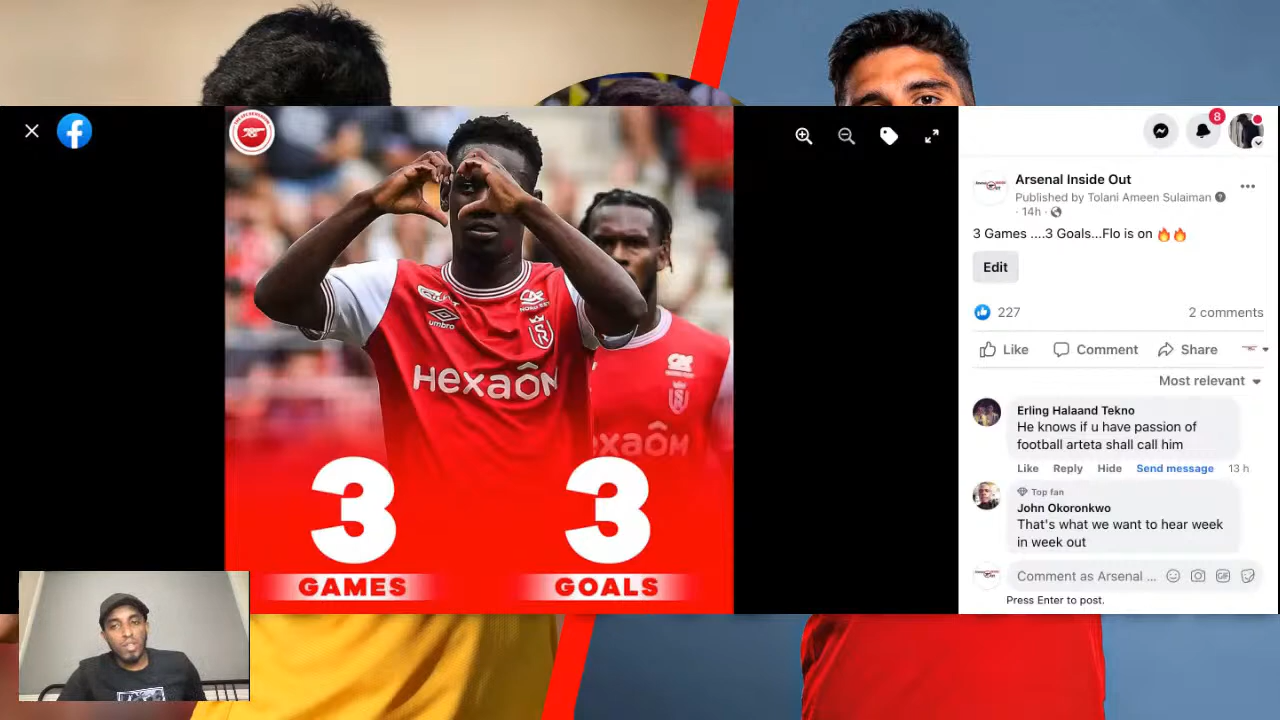 8
Arsenal Inside Out
Published by Tolani Ameen Sulaiman
· 14h ·
3 Games ....3 Goals...Flo is on 🔥🔥
Edit
227
2 comments
Like
Comment
Share
Most relevant
Erling Halaand Tekno
He knows if u have passion of
football arteta shall call him
Like Reply Hide Send message 13 h
Top fan
John Okoronkwo
That's what we want to hear week
in week out
Comment as Arsenal ...
GIF
Press Enter to post.
umbro
HEXAÔM
3 3
GAMES GOALS